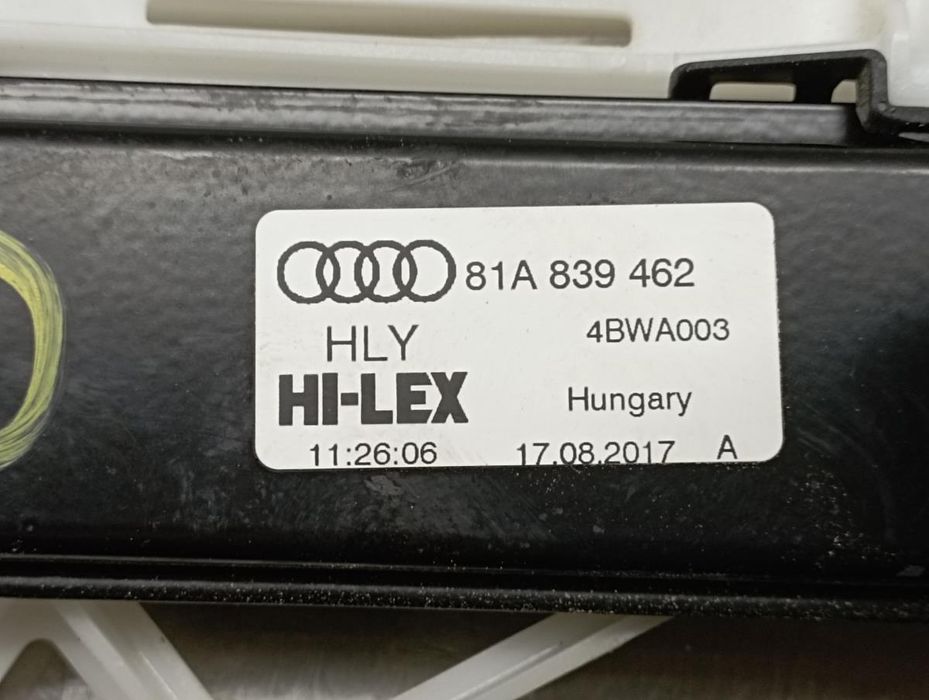 81A 839 462
HLY 4BWA003
HI-LEX Hungary
11:26:06 17.08.2017 A